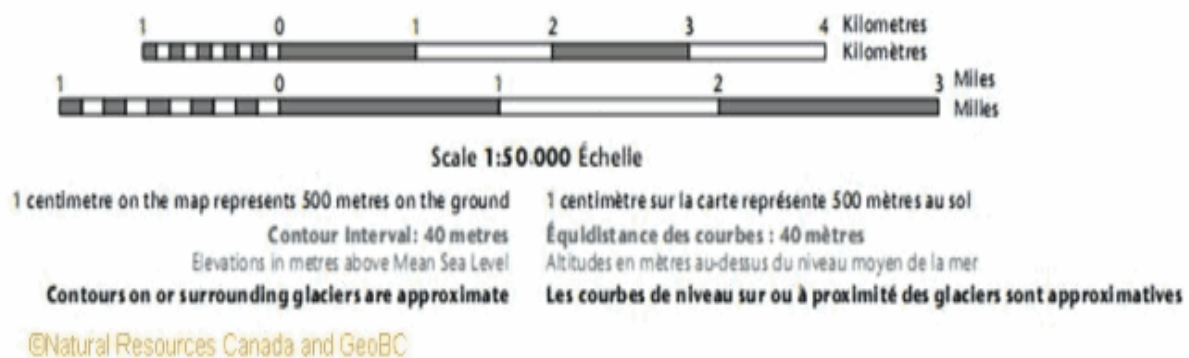 1 0 1 2 3 4 Kilometres
Kilomètres
1 0 1 2 3 Miles
Milles
Scale 1:50.000 Échelle
1 centimetre on the map represents 500 metres on the ground
1 centimètre sur la carte représente 500 mètres au sol
Contour Interval: 40 metres
Équidistance des courbes : 40 mètres
Elevations in metres above Mean Sea Level
Altitudes en mètres au-dessus du niveau moyen de la mer
Contours on or surrounding glaciers are approximate
Les courbes de niveau sur ou à proximité des glaciers sont approximatives
©Natural Resources Canada and GeoBC